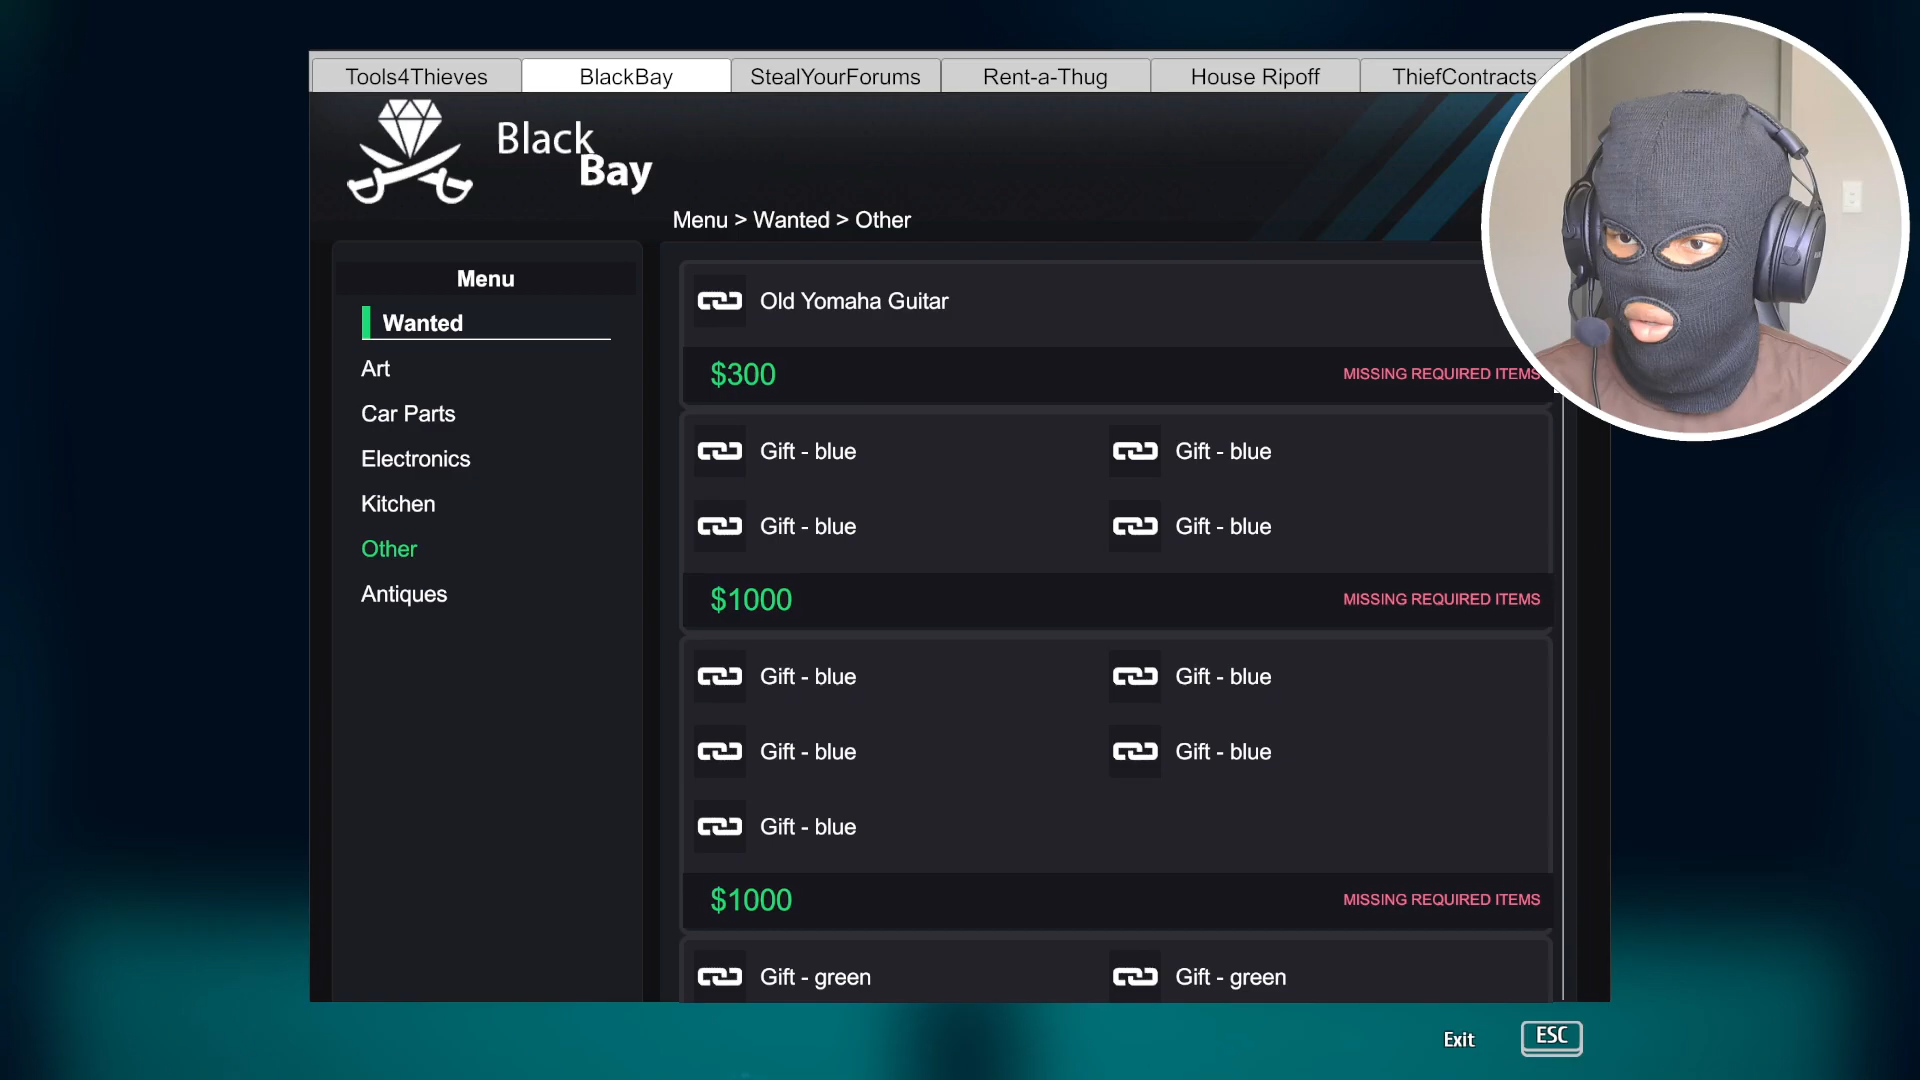 Tools4Thieves
BlackBay
StealYourForums
Rent-a-Thug
House Ripoff
ThiefContracts
Black
Bay
Menu > Wanted > Other
Menu
Wanted
Art
Car Parts
Electronics
Kitchen
Other
Antiques
Old Yomaha Guitar
$300
MISSING REQUIRED ITEMS
Gift - blue
Gift - blue
Gift - blue
Gift - blue
$1000
MISSING REQUIRED ITEMS
Gift - blue
Gift - blue
Gift - blue
Gift - blue
Gift - blue
$1000
MISSING REQUIRED ITEMS
Gift - green
Gift - green
Exit
ESC